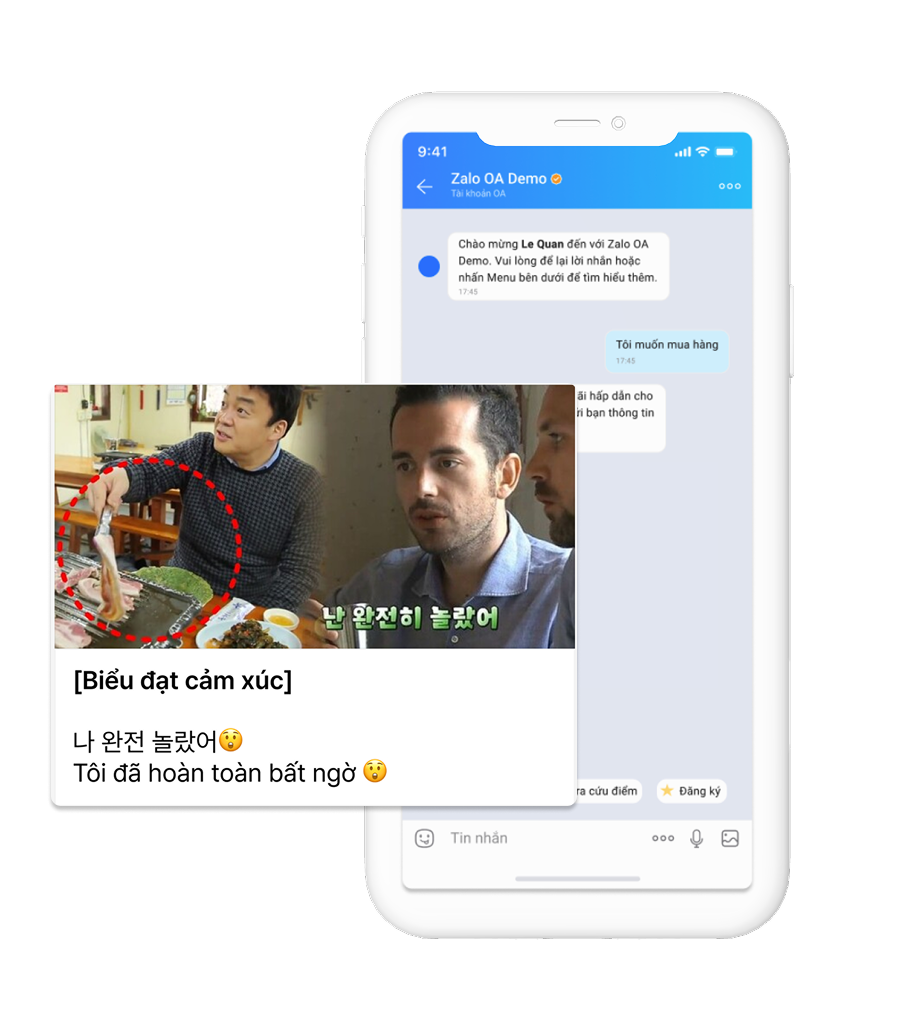 9:41
Zalo OA Demo
Tài khoản OA
Chào mừng Le Quan đến với Zalo OA
Demo. Vui lòng để lại lời nhắn hoặc
nhấn Menu bên dưới để tìm hiểu thêm.
17:45
Tôi muốn mua hàng
17:45
ãi hấp dẫn cho
ửi bạn thông tin
난 완전히 놀랐어
[Biểu đạt cảm xúc]
나 완전 놀랐어😲
Tôi đã hoàn toàn bất ngờ 😲
ra cứu điểm
Đăng ký
Tin nhắn